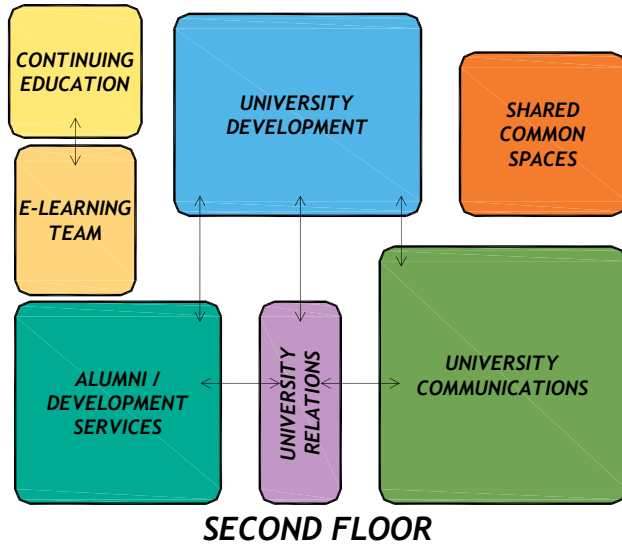 CONTINUING
EDUCATION
UNIVERSITY
DEVELOPMENT
SHARED
COMMON
SPACES
E-LEARNING
TEAM
ALUMNI /
DEVELOPMENT
SERVICES
UNIVERSITY
RELATIONS
UNIVERSITY
COMMUNICATIONS
SECOND FLOOR